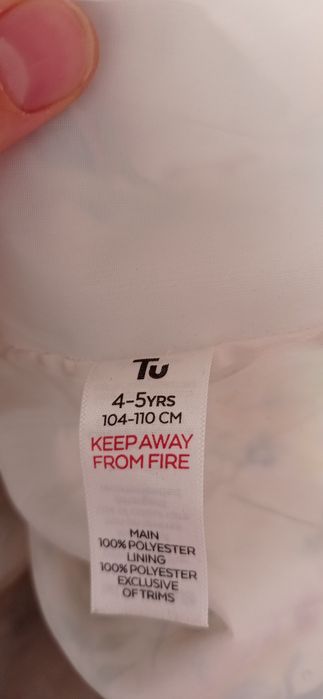 Tu
4-5YRS
104-110 CM
KEEP AWAY
FROM FIRE
MAIN
100% POLYESTER
LINING
100% POLYESTER
EXCLUSIVE
OF TRIMS